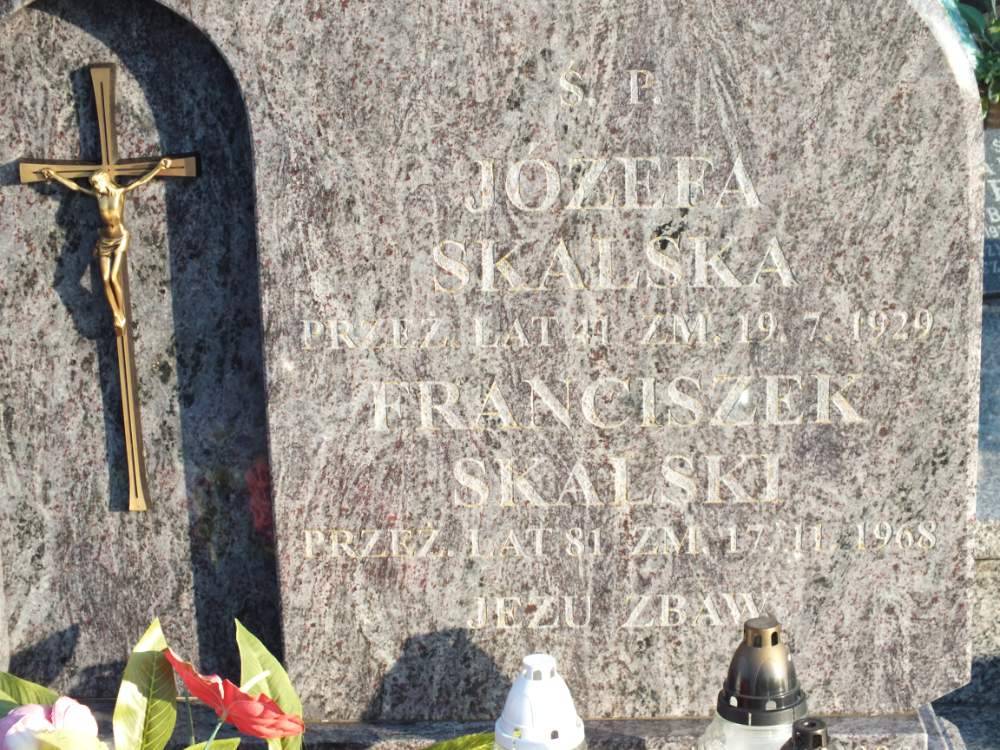 Ś. P.
JÓZEFA
SKALSKA
PRZEŻ. LAT 41 ZM. 19. 7. 1929
FRANCISZEK
SKALSKI
PRZEŻ. LAT 81 ZM. 17. 11. 1968
JEZU ZBAW